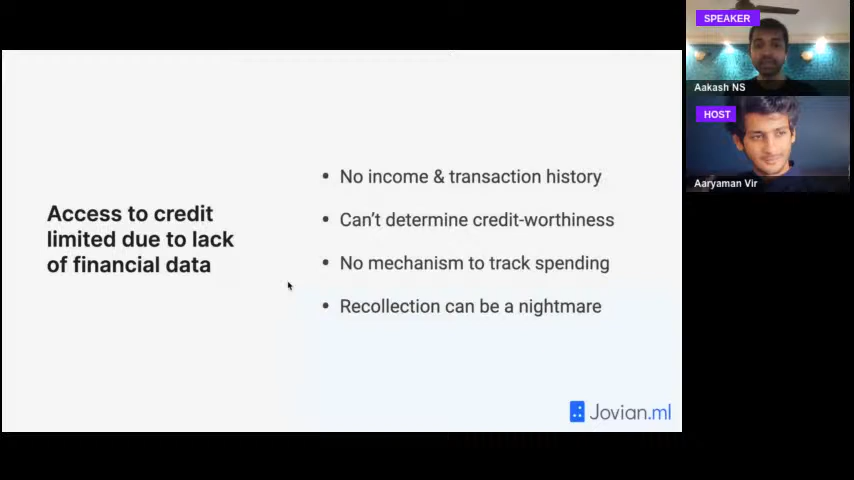 SPEAKER
Aakash NS
HOST
Aaryaman Vir
Access to credit
limited due to lack
of financial data
• No income & transaction history
• Can't determine credit-worthiness
• No mechanism to track spending
• Recollection can be a nightmare
Jovian.ml